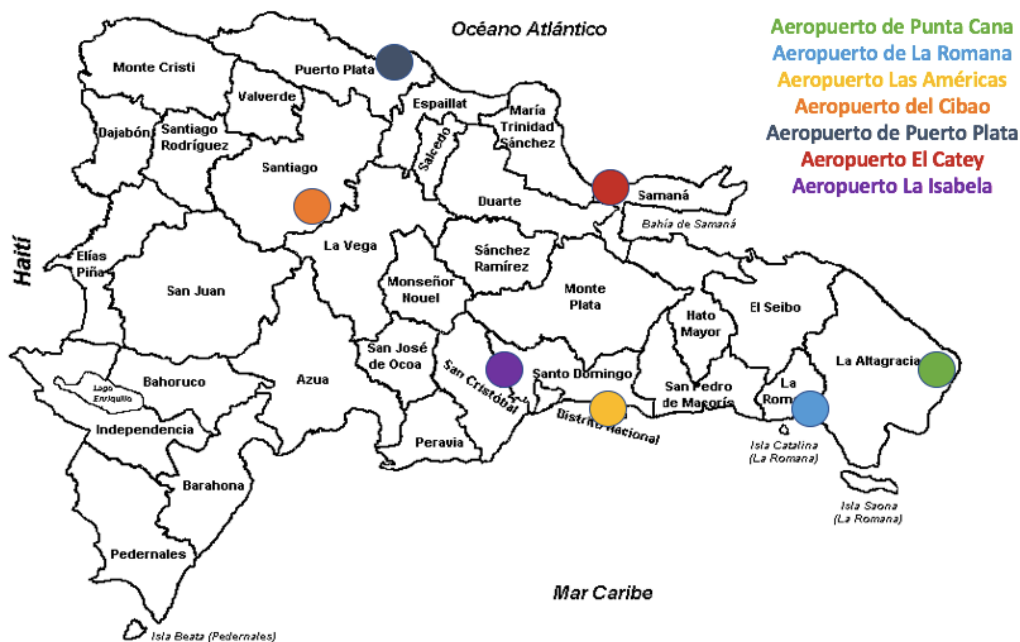 Océano Atlántico
Aeropuerto de Punta Cana
Aeropuerto de La Romana
Aeropuerto Las Américas
Aeropuerto del Cibao
Aeropuerto de Puerto Plata
Aeropuerto El Catey
Aeropuerto La Isabela
Monte Cristi
Puerto Plata
Valverde
Espaillat
María
Trinidad
Sánchez
Dajabón
Santiago
Rodríguez
Salcedo
Santiago
Samaná
Duarte
Bahía de Samaná
Haití
La Vega
Elías
Piña
Sánchez
Ramírez
San Juan
Monseñor
Nouel
Monte
Plata
El Seibo
Hato
Mayor
San José
de Ocoa
La Altagracia
Lago
Enriquillo
Bahoruco
Azua
San Cristóbal
Santo Domingo
San Pedro
de Macorís
La
Rom
Independencia
Distrito Nacional
Peravia
Isla Catalina
(La Romana)
Barahona
Isla Saona
(La Romana)
Pedernales
Mar Caribe
Isla Beata (Pedernales)